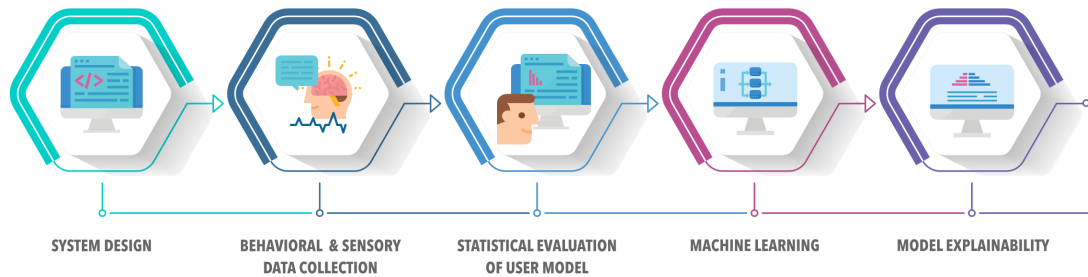 SYSTEM DESIGN
BEHAVIORAL & SENSORY
DATA COLLECTION
STATISTICAL EVALUATION
OF USER MODEL
MACHINE LEARNING
MODEL EXPLAINABILITY